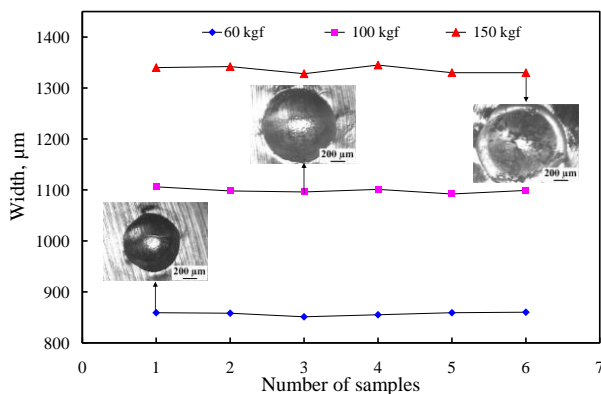 1400
1300
1200
1100
1000
900
800
Width, µm
60 kgf 100 kgf 150 kgf
200 µm
200 µm
200 µm
0 1 2 3 4 5 6 7
Number of samples